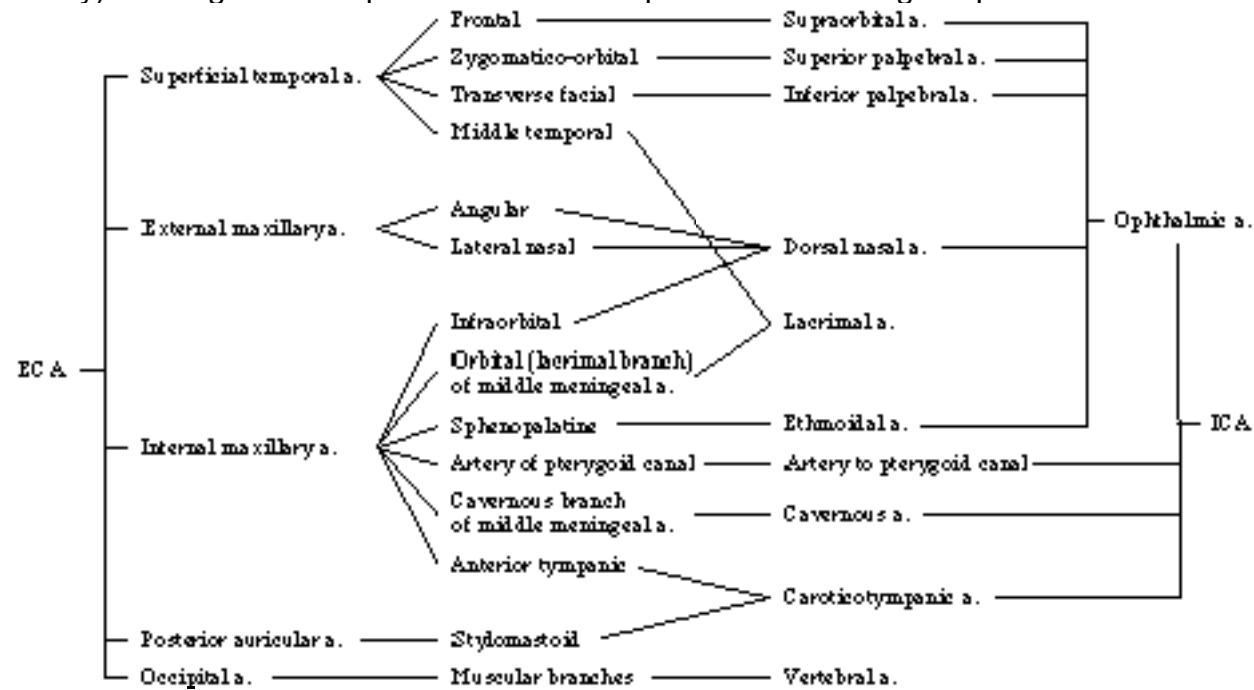 Frontal
Supraorbital a.
Zygomatico-orbital
Superior palpebral a.
Superficial temporal a.
Transverse facial
Inferior palpebral a.
Middle temporal
Angular
Ophthalmic a.
External maxillary a.
Lateral nasal
Dorsal nasal a.
Infraorbital
Lacrimal a.
Orbital (lacrimal branch)
of middle meningeal a.
ECA
Sphenopalatine
Ethmoidal a.
ICA
Internal maxillary a.
Artery of pterygoid canal
Artery to pterygoid canal
Cavernous branch
of middle meningeal a.
Cavernous a.
Anterior tympanic
Caroticotympanic a.
Posterior auricular a.
Stylomastoid
Occipital a.
Muscular branches
Vertebral a.